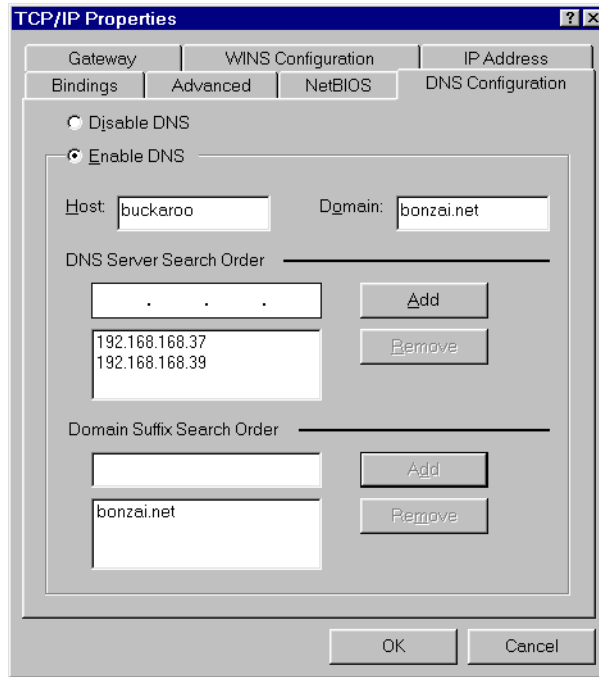 TCP/IP Properties
Gateway WINS Configuration IP Address
Bindings Advanced NetBIOS DNS Configuration
Disable DNS
Enable DNS
Host: buckaroo Domain: bonzai.net
DNS Server Search Order
. . . Add
192.168.168.37 Remove
192.168.168.39
Domain Suffix Search Order
Add
bonzai.net Remove
OK Cancel